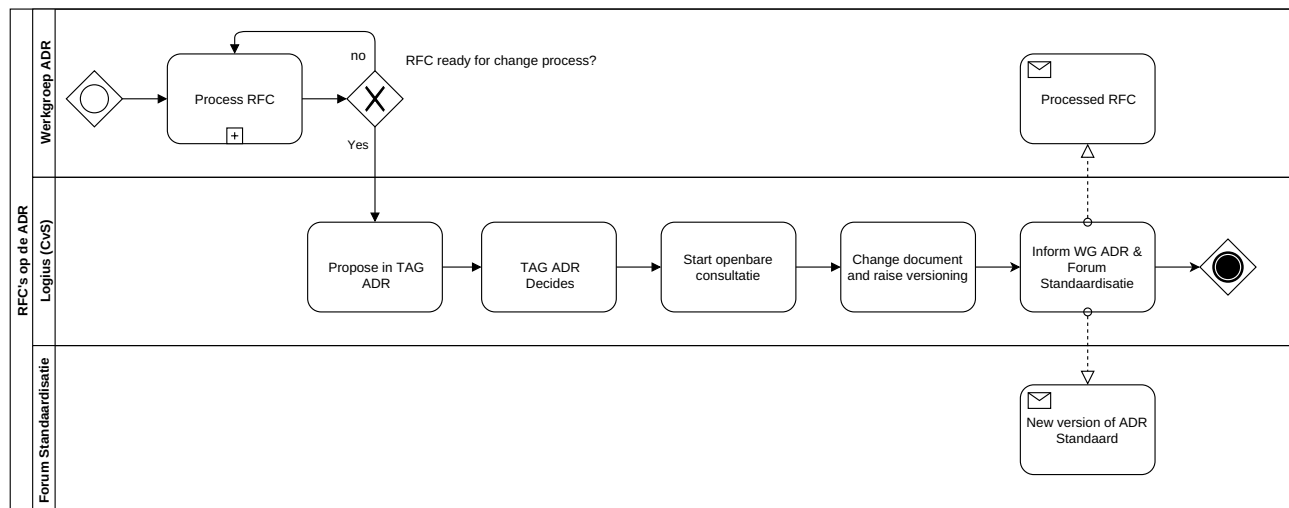 RFC's op de ADR
Werkgroep ADR
no
RFC ready for change process?
Process RFC
Yes
Processed RFC
Logius (CvS)
Propose in TAG
ADR
TAG ADR
Decides
Start openbare
consultatie
Change document
and raise versioning
Inform WG ADR &
Forum
Standaardisatie
Forum Standaardisatie
New version of ADR
Standaard